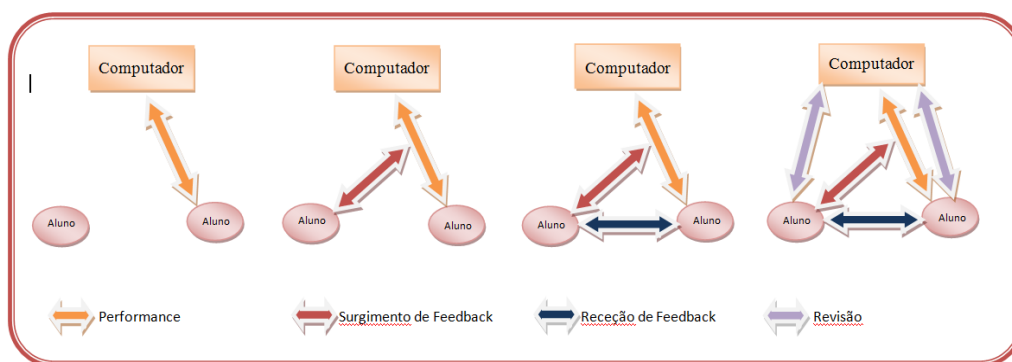 Computador
Computador
Computador
Computador
Aluno
Aluno
Aluno
Aluno
Aluno
Aluno
Aluno
Aluno
Performance
Surgimento de Feedback
Receção de Feedback
Revisão